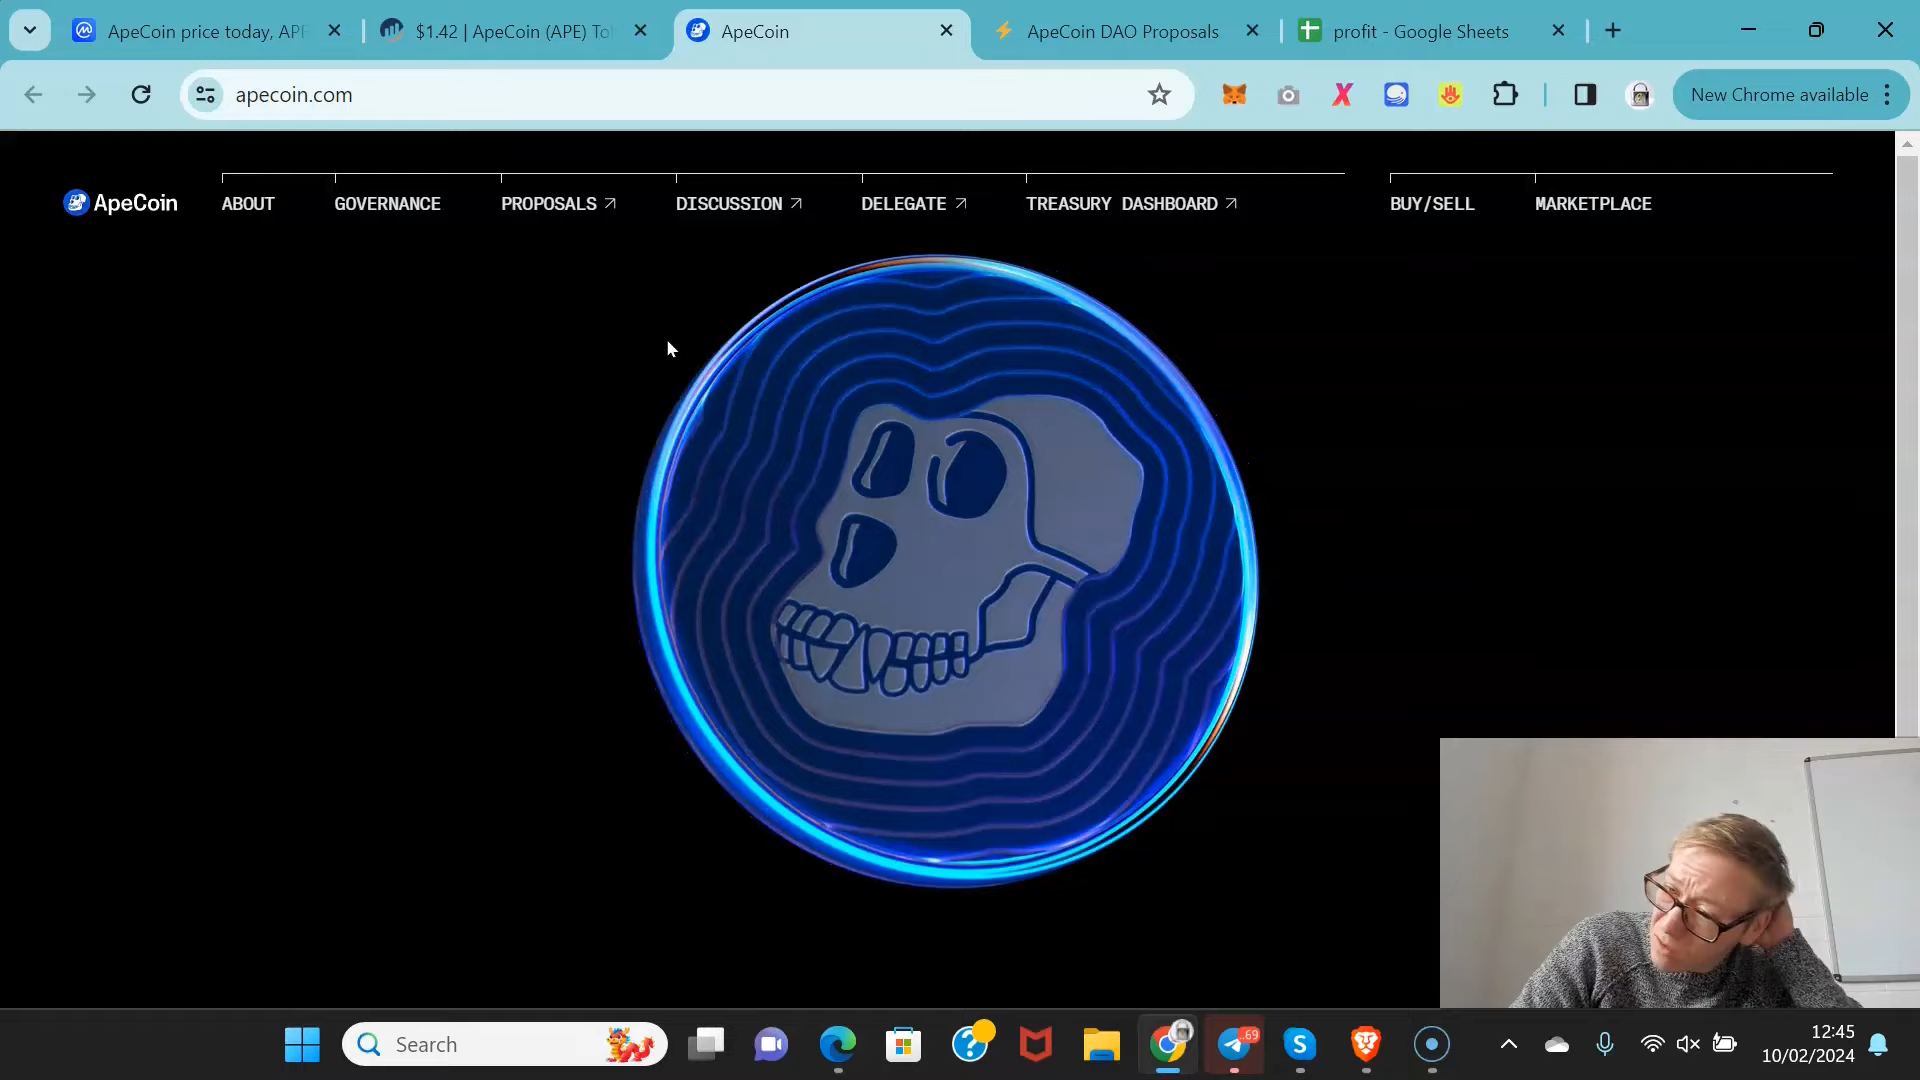 ApeCoin price today, APE
$1.42 | ApeCoin (APE) To
ApeCoin
ApeCoin DAO Proposals
profit - Google Sheets
apecoin.com
New Chrome available
ApeCoin
ABOUT
GOVERNANCE
PROPOSALS
DISCUSSION
DELEGATE
TREASURY DASHBOARD
BUY/SELL
MARKETPLACE
Search
..69
12:45
10/02/2024